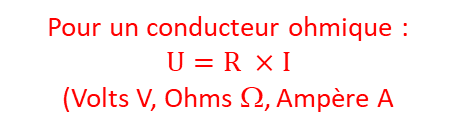 Pour un conducteur ohmique :
U = R × I
(Volts V, Ohms Ω, Ampère A